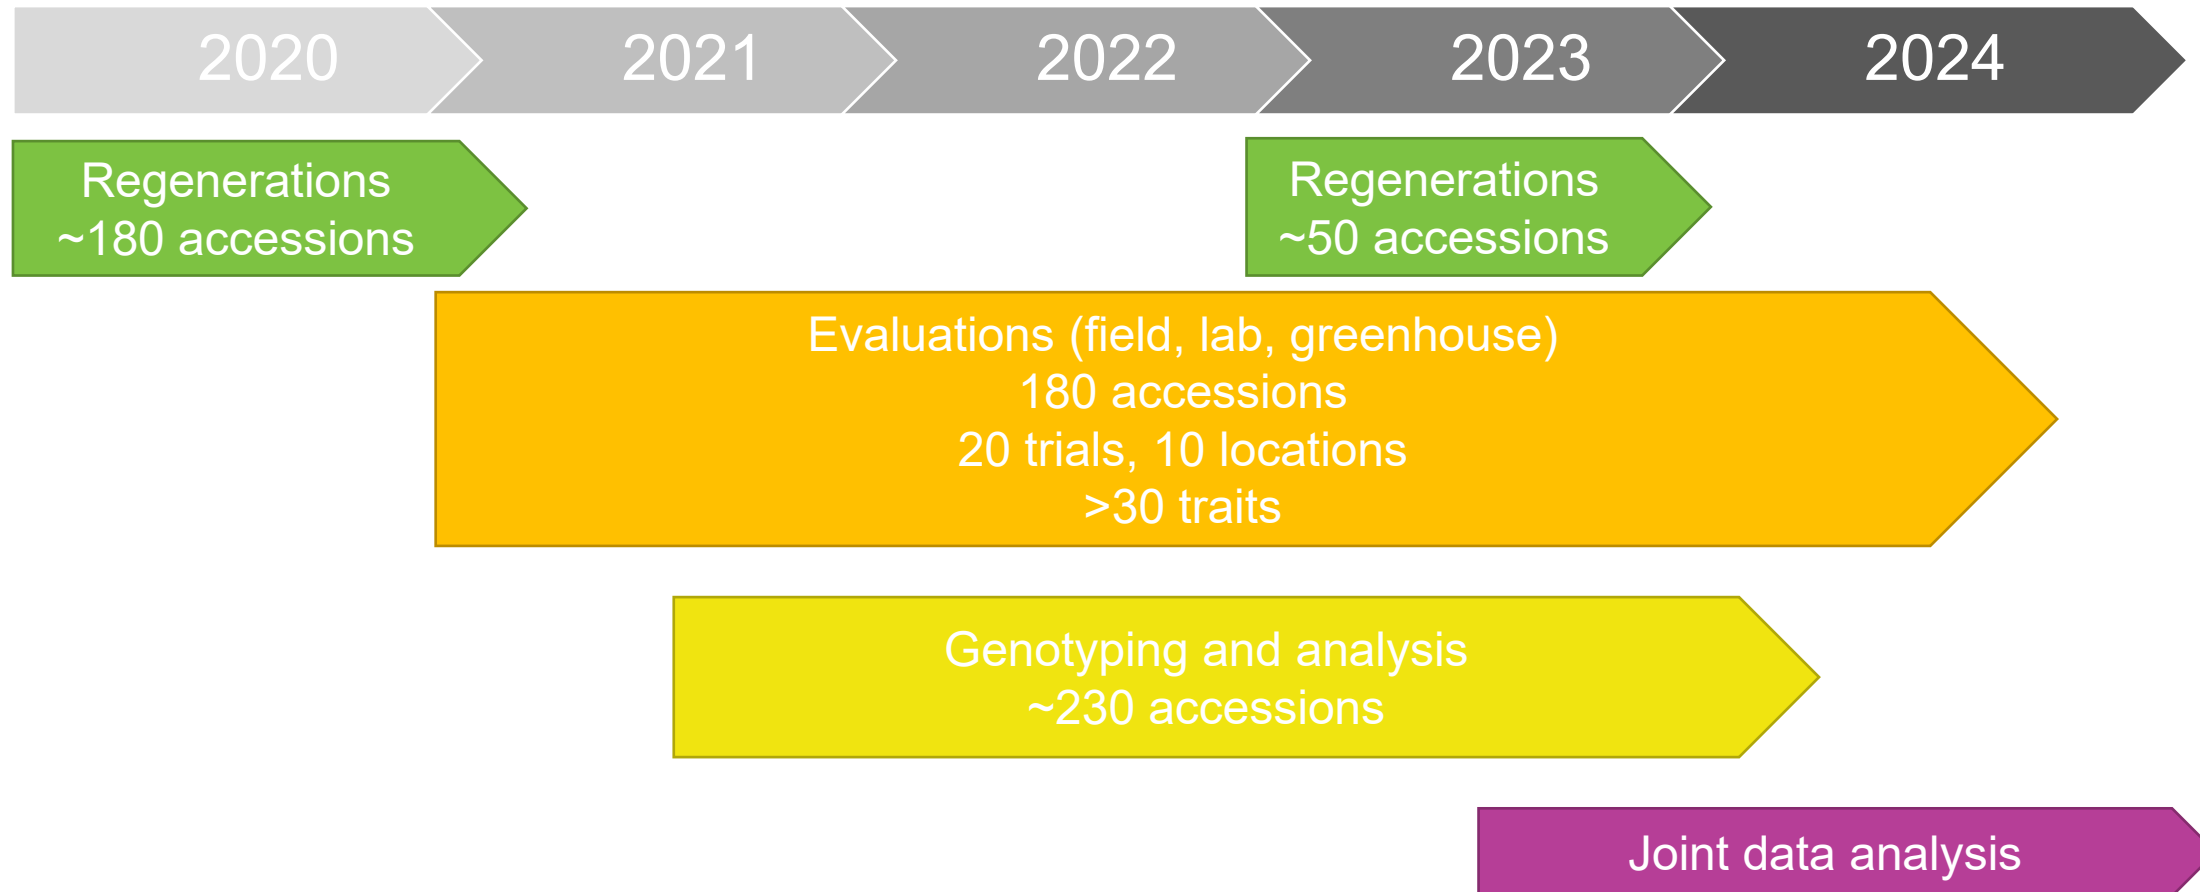 2020
2021
2022
2023
2024
Regenerations
~180 accessions
Regenerations
~50 accessions
Evaluations (field, lab, greenhouse)
180 accessions
20 trials, 10 locations
>30 traits
Genotyping and analysis
~230 accessions
Joint data analysis